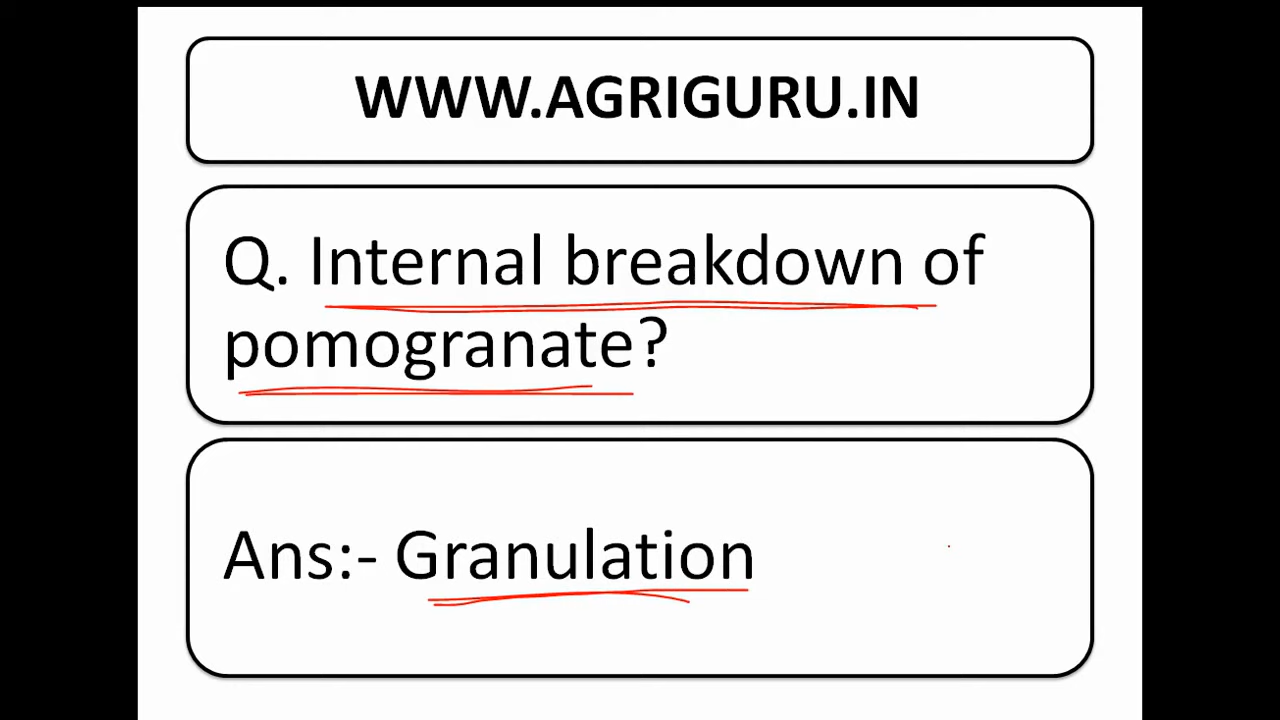 WWW.AGRIGURU.IN
Q. Internal breakdown of
pomogranate?
Ans:- Granulation